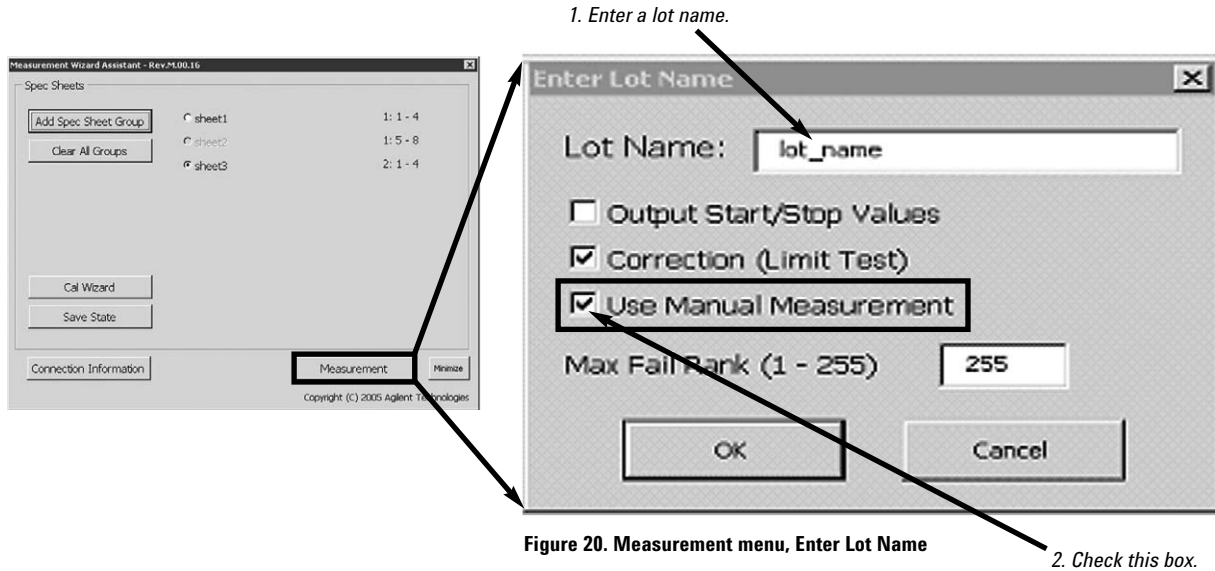 1. Enter a lot name.
Measurement Wizard Assistant - Rev.M.00.16
Spec Sheets
Add Spec Sheet Group
sheet1
1: 1 - 4
Clear All Groups
sheet2
1: 5 - 8
sheet3
2: 1 - 4
Cal Wizard
Save State
Connection Information
Measurement
Minimize
Copyright (C) 2005 Agilent Technologies
Enter Lot Name
Lot Name:
lot_name
Output Start/Stop Values
Correction (Limit Test)
Use Manual Measurement
Max Fail Rank (1 - 255)
255
OK
Cancel
Figure 20. Measurement menu, Enter Lot Name
2. Check this box.